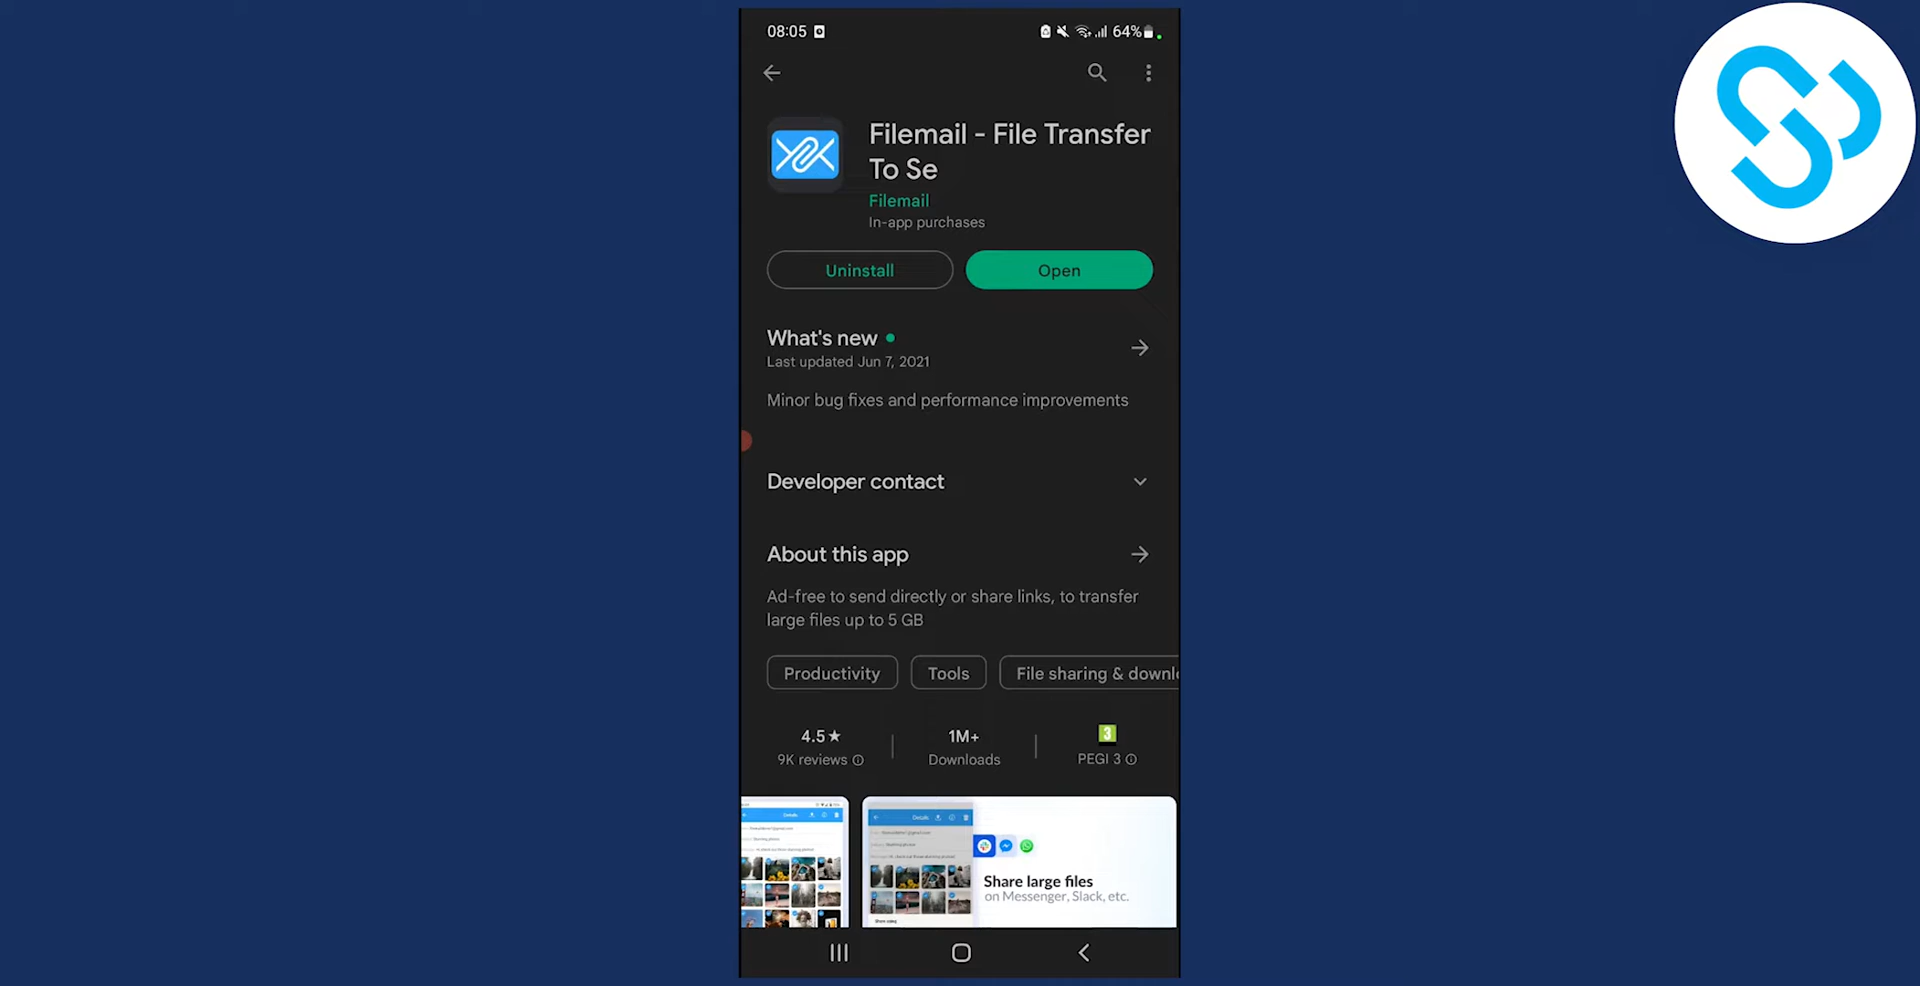 08:05
64%
Filemail - File Transfer
To Se
Filemail
In-app purchases
Uninstall
Open
What's new
Last updated Jun 7, 2021
Minor bug fixes and performance improvements
Developer contact
About this app
Ad-free to send directly or share links, to transfer
large files up to 5 GB
Productivity
Tools
File sharing & downl
4.5★
9K reviews
1M+
Downloads
3
PEGI 3
Details
Details
Share large files
on Messenger, Slack, etc.